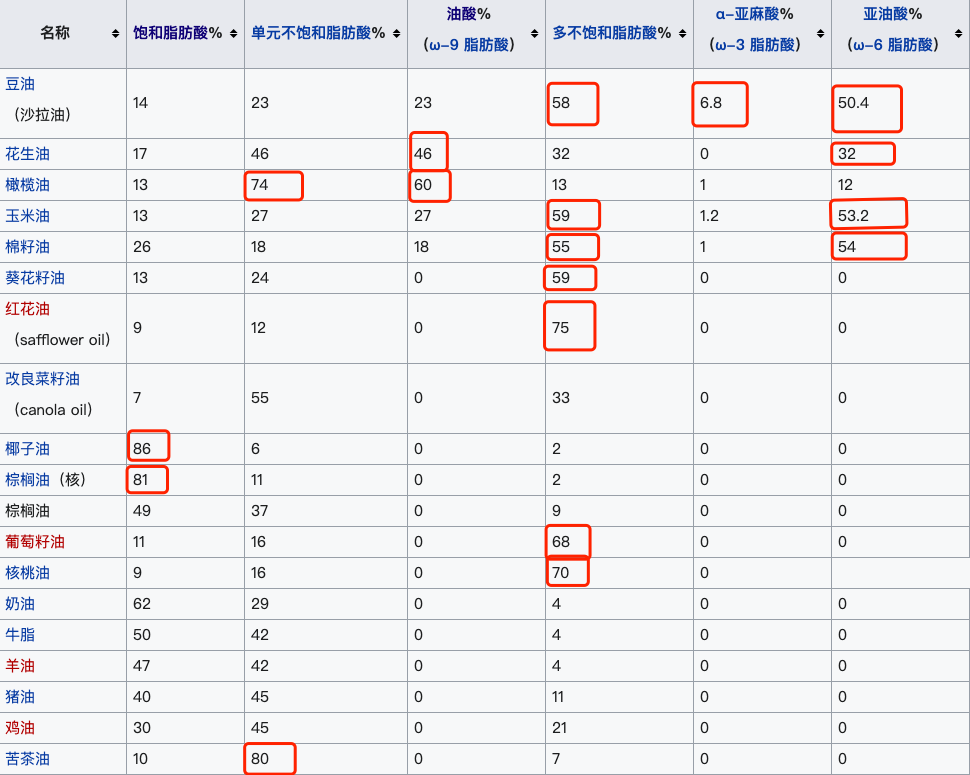 名称 饱和脂肪酸% 单元不饱和脂肪酸% 油酸% 多不饱和脂肪酸% α-亚麻酸% 亚油酸%
（ω-9 脂肪酸） （ω-3 脂肪酸） （ω-6 脂肪酸）
豆油
（沙拉油） 14 23 23 58 6.8 50.4
花生油 17 46 46 32 0 32
橄榄油 13 74 60 13 1 12
玉米油 13 27 27 59 1.2 53.2
棉籽油 26 18 18 55 1 54
葵花籽油 13 24 0 59 0 0
红花油
（safflower oil） 9 12 0 75 0 0
改良菜籽油
（canola oil） 7 55 0 33 0 0
椰子油 86 6 0 2 0 0
棕榈油（核） 81 11 0 2 0 0
棕榈油 49 37 0 9 0 0
葡萄籽油 11 16 0 68 0 0
核桃油 9 16 0 70 0
奶油 62 29 0 4 0 0
牛脂 50 42 0 4 0 0
羊油 47 42 0 4 0 0
猪油 40 45 0 11 0 0
鸡油 30 45 0 21 0 0
苦茶油 10 80 0 7 0 0